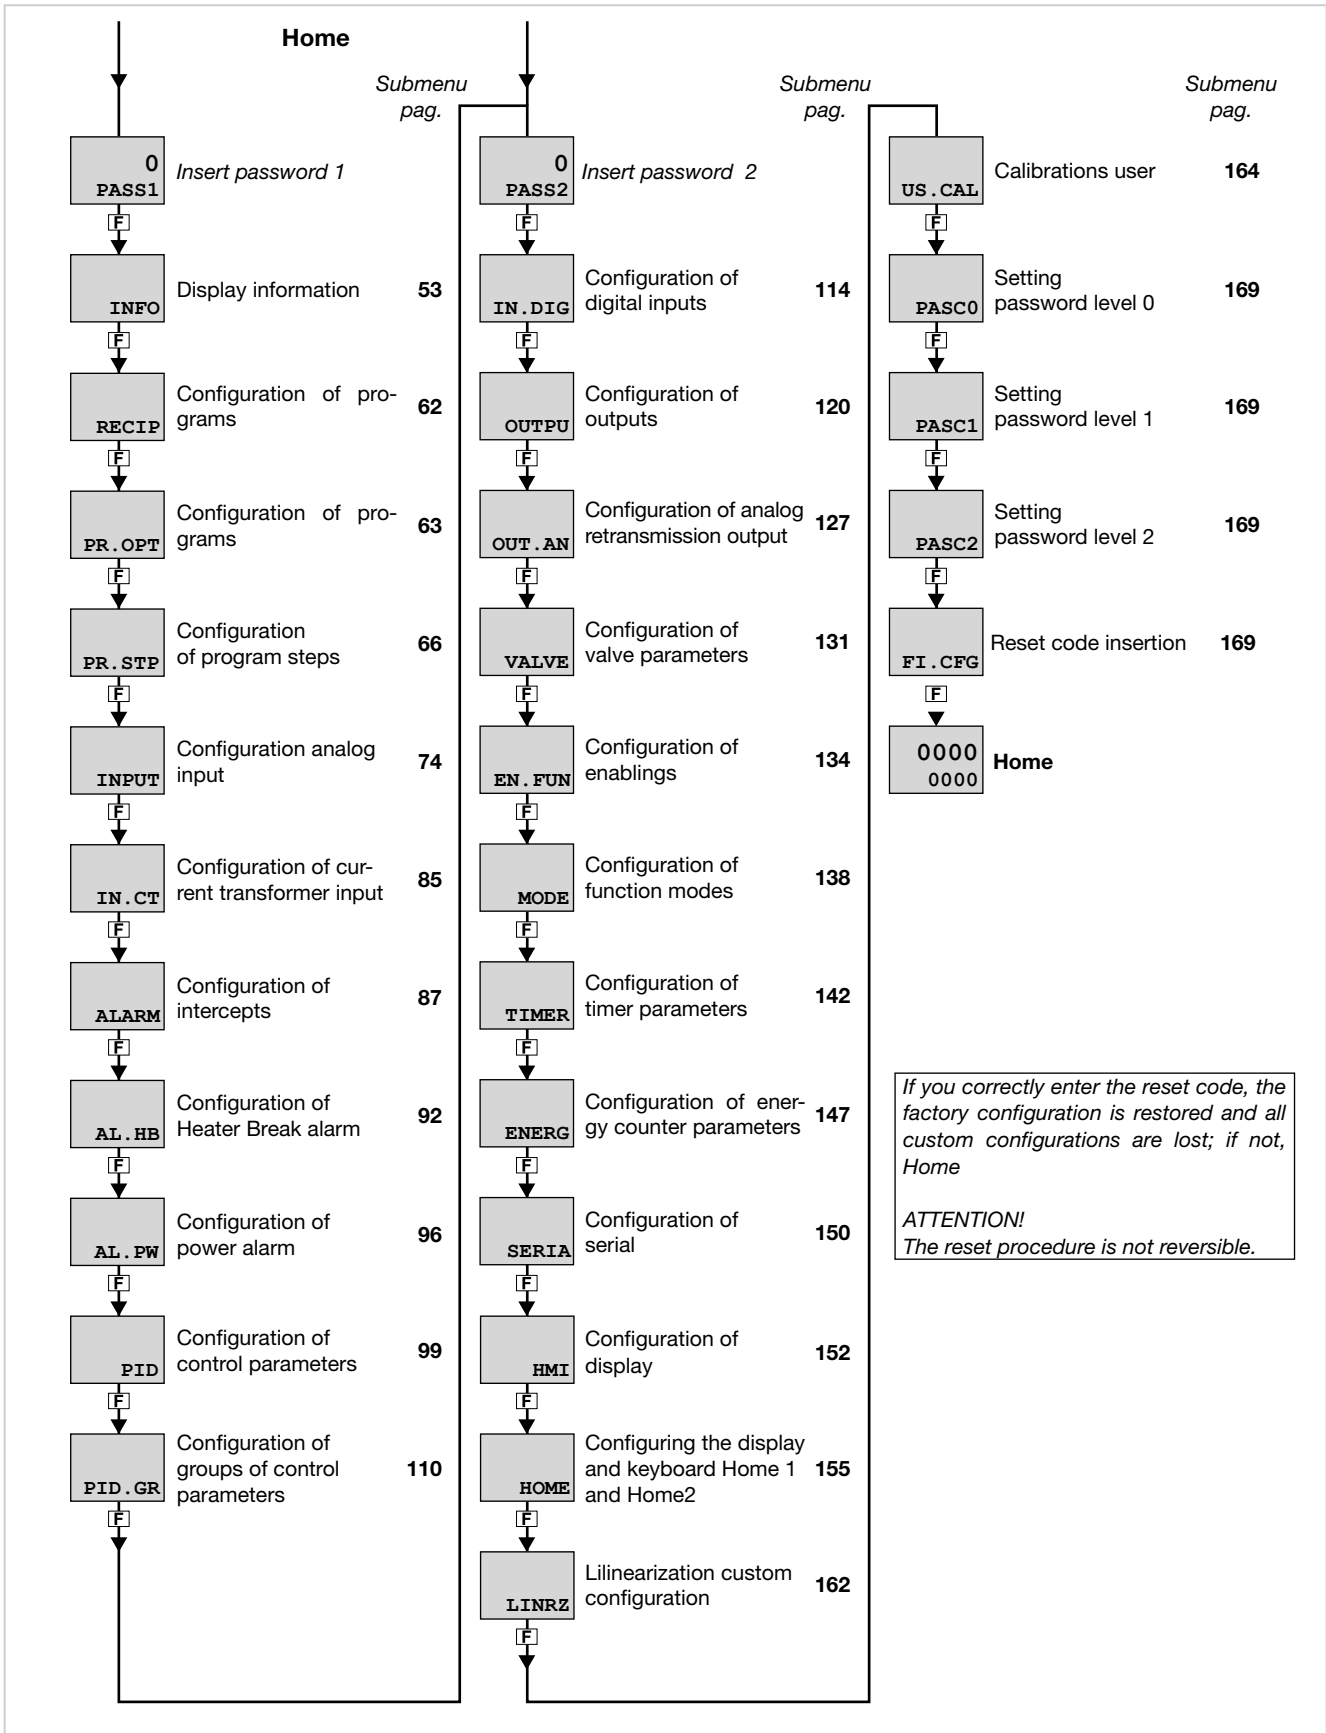 Home
Submenu
pag.
0
PASS1
Insert password 1
F
INFO
Display information
53
F
RECIP
Configuration of pro-
grams
62
F
PR.OPT
Configuration of pro-
grams
63
F
PR.STP
Configuration
of program steps
66
F
INPUT
Configuration analog
input
74
F
IN.CT
Configuration of cur-
rent transformer input
85
F
ALARM
Configuration of
intercepts
87
F
AL.HB
Configuration of
Heater Break alarm
92
F
AL.PW
Configuration of
power alarm
96
F
PID
Configuration of
control parameters
99
F
PID.GR
Configuration of
groups of control
parameters
110
F
Submenu
pag.
0
PASS2
Insert password 2
F
IN.DIG
Configuration of
digital inputs
114
F
OUTPU
Configuration of
outputs
120
F
OUT.AN
Configuration of analog
retransmission output
127
F
VALVE
Configuration of
valve parameters
131
F
EN.FUN
Configuration of
enablings
134
F
MODE
Configuration of
function modes
138
F
TIMER
Configuration of
timer parameters
142
F
ENERG
Configuration of ener-
gy counter parameters
147
F
SERIA
Configuration of
serial
150
F
HMI
Configuration of
display
152
F
HOME
Configuring the display
and keyboard Home 1
and Home2
155
F
LINRZ
Lilinearization custom
configuration
162
F
Submenu
pag.
US.CAL
Calibrations user
164
F
PASC0
Setting
password level 0
169
F
PASC1
Setting
password level 1
169
F
PASC2
Setting
password level 2
169
F
FI.CFG
Reset code insertion
169
F
0000
0000
Home
If you correctly enter the reset code, the
factory configuration is restored and all
custom configurations are lost; if not,
Home
ATTENTION!
The reset procedure is not reversible.